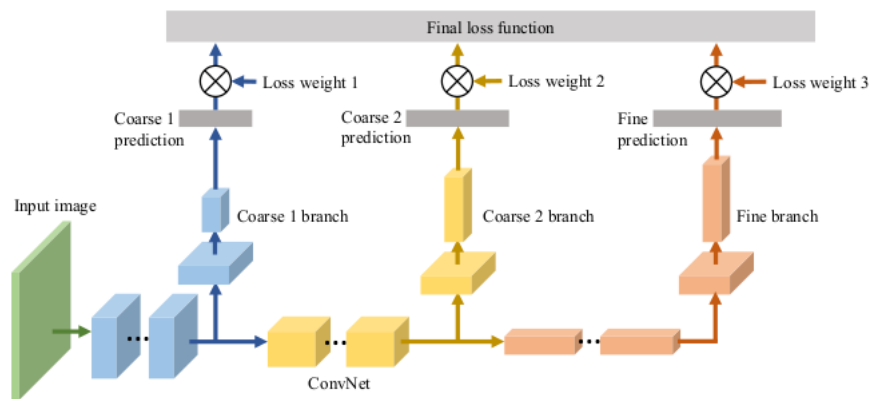 Final loss function
Loss weight 1
Loss weight 2
Loss weight 3
Coarse 1
prediction
Coarse 2
prediction
Fine
prediction
Input image
Coarse 1 branch
Coarse 2 branch
Fine branch
ConvNet